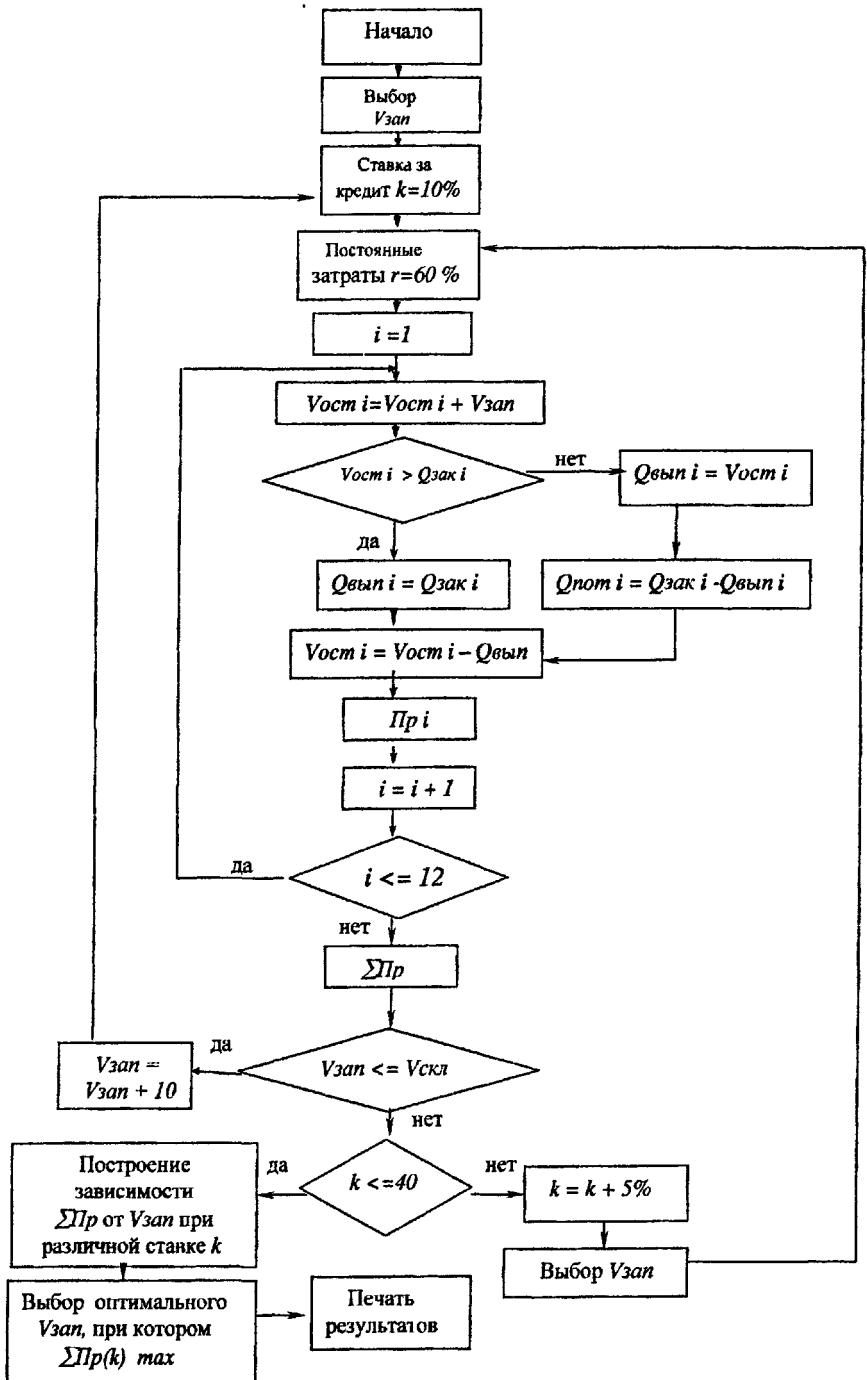 Начало
Выбор
Vзап
Ставка за
кредит k=10%
Постоянные
затраты r=60 %
i =1
Vост i=Vост i + Vзап
Vост i > Qзак i
нет
Qвып i = Vост i
да
Qвып i = Qзак i
Qпот i = Qзак i -Qвып i
Vост i = Vост i – Qвып
Пр i
i = i + 1
да
i <= 12
нет
ΣПр
Vзап =
Vзап + 10
да
Vзап <= Vскл
нет
Построение
зависимости
ΣПр от Vзап при
различной ставке k
да
k <=40
нет
k = k + 5%
Выбор Vзап
Выбор оптимального
Vзап, при котором
ΣПр(k) max
Печать
результатов